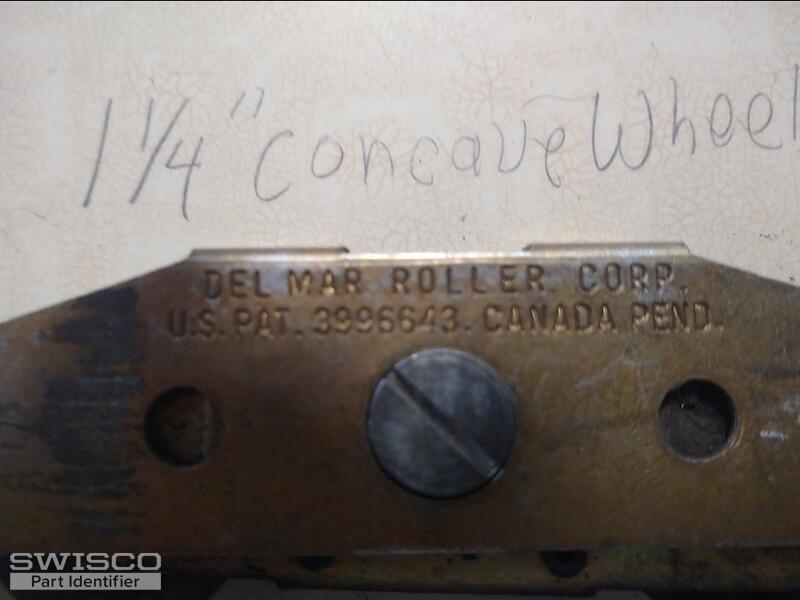 1 1/4" Concave Wheel
DEL MAR ROLLER CORP.
U.S. PAT. 3996643. CANADA PEND.
SWISCO
Part Identifier